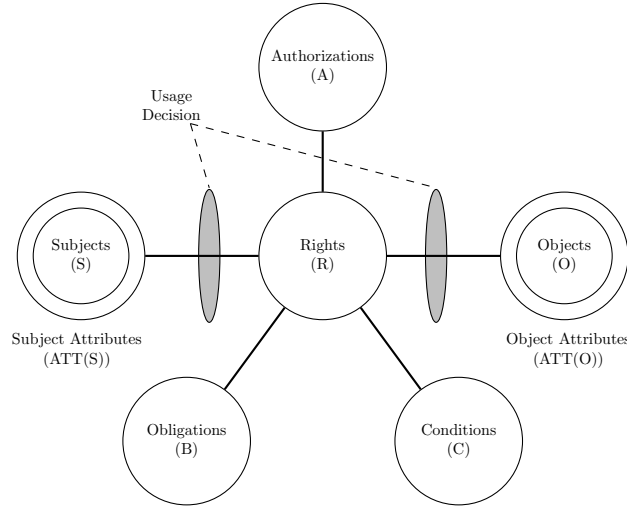 Authorizations
(A)
Usage
Decision
Subjects
(S)
Rights
(R)
Objects
(O)
Subject Attributes
(ATT(S))
Object Attributes
(ATT(O))
Obligations
(B)
Conditions
(C)